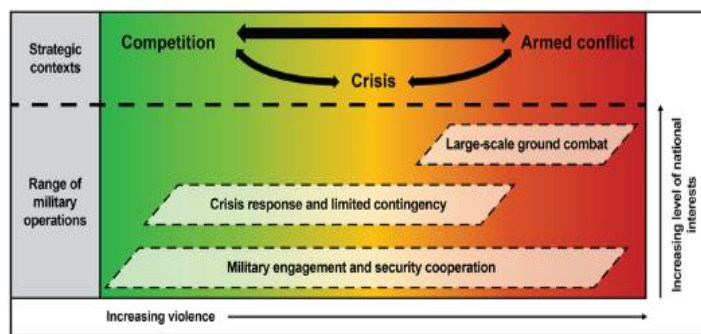 Strategic
contexts
Competition
Armed conflict
Crisis
Range of
military
operations
Large-scale ground combat
Crisis response and limited contingency
Military engagement and security cooperation
Increasing violence
Increasing level of national
interests